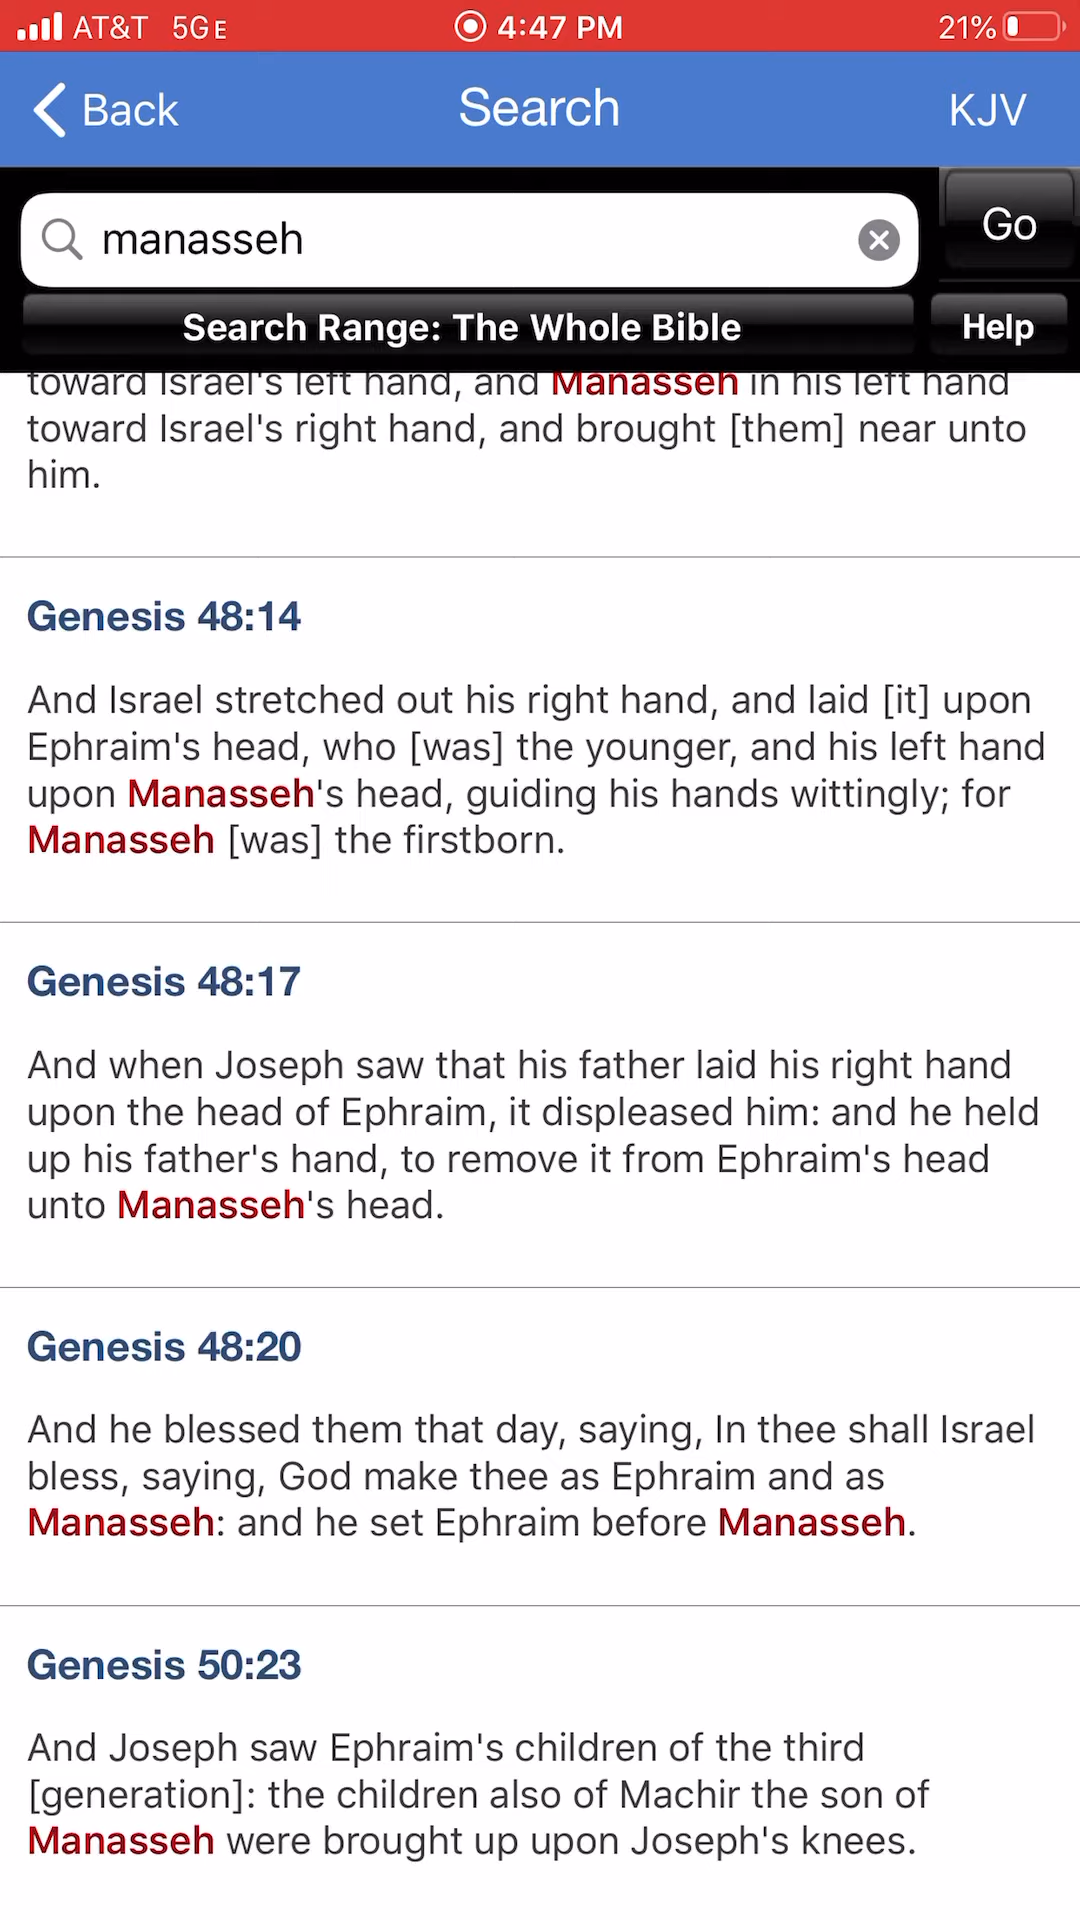 AT&T 5GE 4:47 PM 21%
Back Search KJV
manasseh Go
Search Range: The Whole Bible Help
toward Israel's left hand, and Manasseh in his left hand
toward Israel's right hand, and brought [them] near unto
him.
Genesis 48:14
And Israel stretched out his right hand, and laid [it] upon
Ephraim's head, who [was] the younger, and his left hand
upon Manasseh's head, guiding his hands wittingly; for
Manasseh [was] the firstborn.
Genesis 48:17
And when Joseph saw that his father laid his right hand
upon the head of Ephraim, it displeased him: and he held
up his father's hand, to remove it from Ephraim's head
unto Manasseh's head.
Genesis 48:20
And he blessed them that day, saying, In thee shall Israel
bless, saying, God make thee as Ephraim and as
Manasseh: and he set Ephraim before Manasseh.
Genesis 50:23
And Joseph saw Ephraim's children of the third
[generation]: the children also of Machir the son of
Manasseh were brought up upon Joseph's knees.